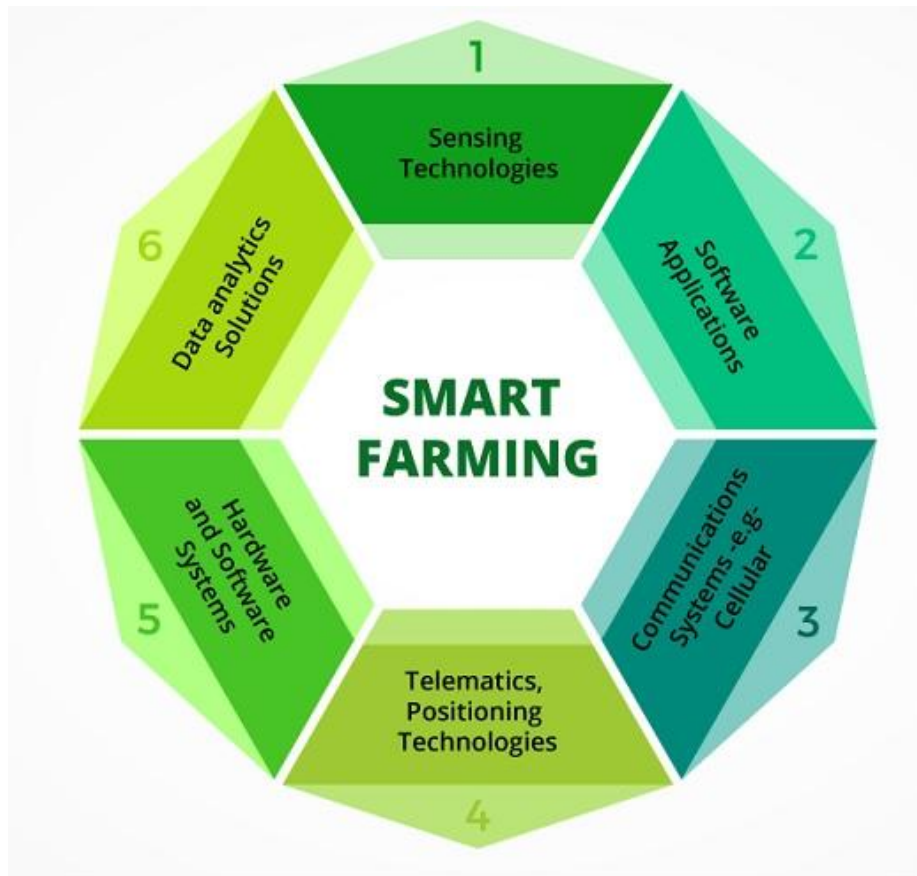 1
Sensing
Technologies
2
Software
Applications
3
Communications
Systems -e.g-
Cellular
4
Telematics,
Positioning
Technologies
5
Hardware
and Software
Systems
6
Data analytics
Solutions
SMART
FARMING